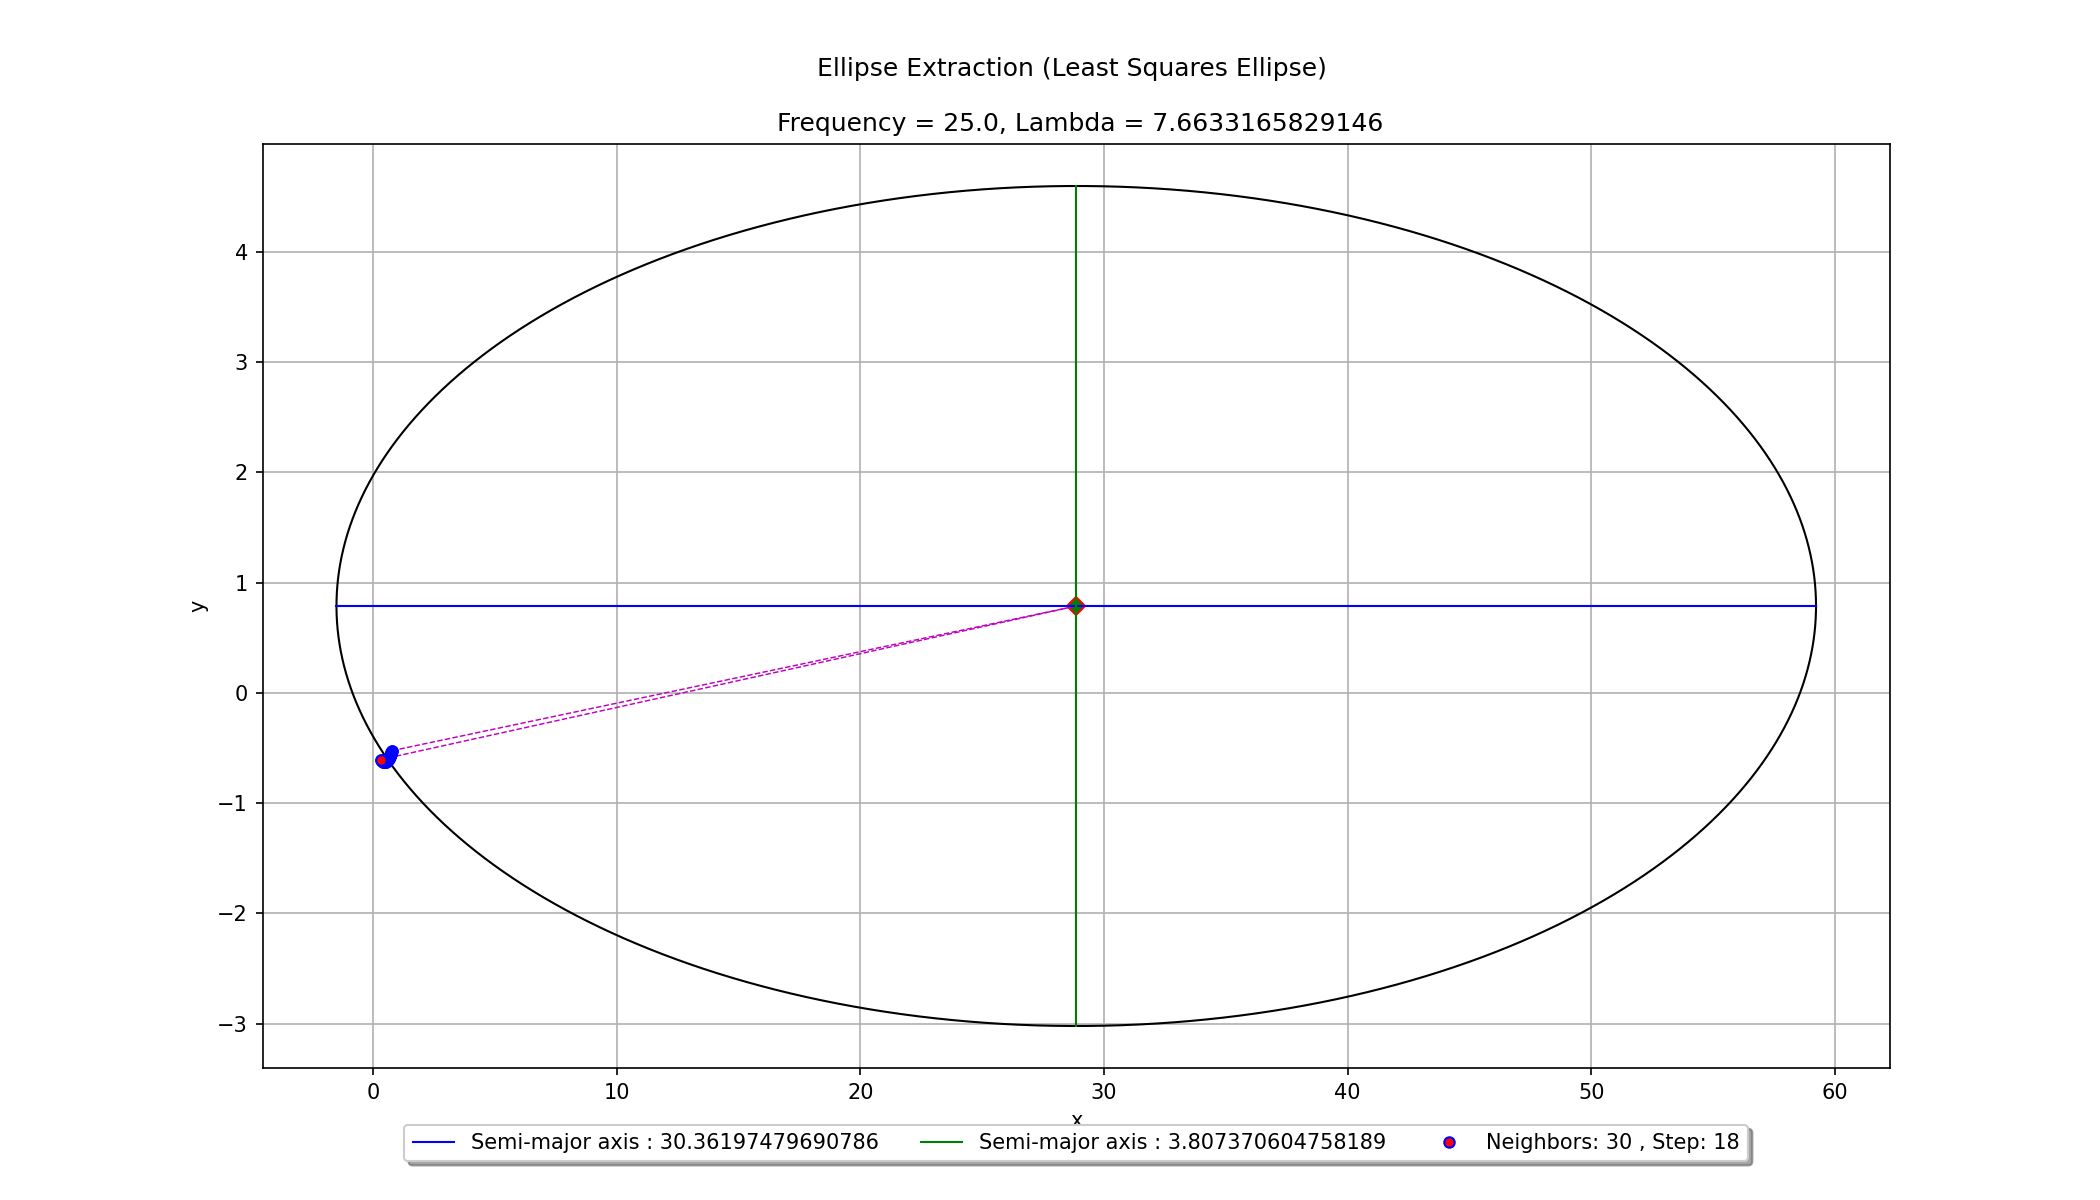 Ellipse Extraction (Least Squares Ellipse)
Frequency = 25.0, Lambda = 7.6633165829146
4
3
2
1
0
−1
−2
−3
y
0 10 20 30 40 50 60
x
Semi-major axis : 30.36197479690786 Semi-major axis : 3.807370604758189 Neighbors: 30 , Step: 18